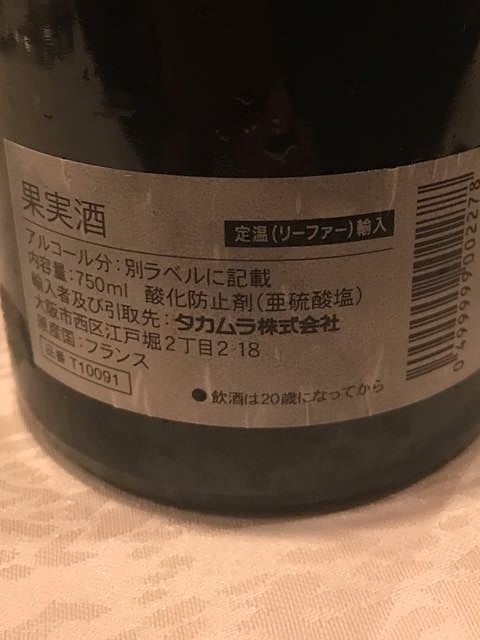 果実酒
定温(リーファー)輸入
アルコール分:別ラベルに記載
内容量:750ml 酸化防止剤(亜硫酸塩)
輸入者及び引取先:タカムラ株式会社
大阪市西区江戸堀2丁目2-18
原産国:フランス
品番 T10091
●飲酒は20歳になってから
0 499999 002278